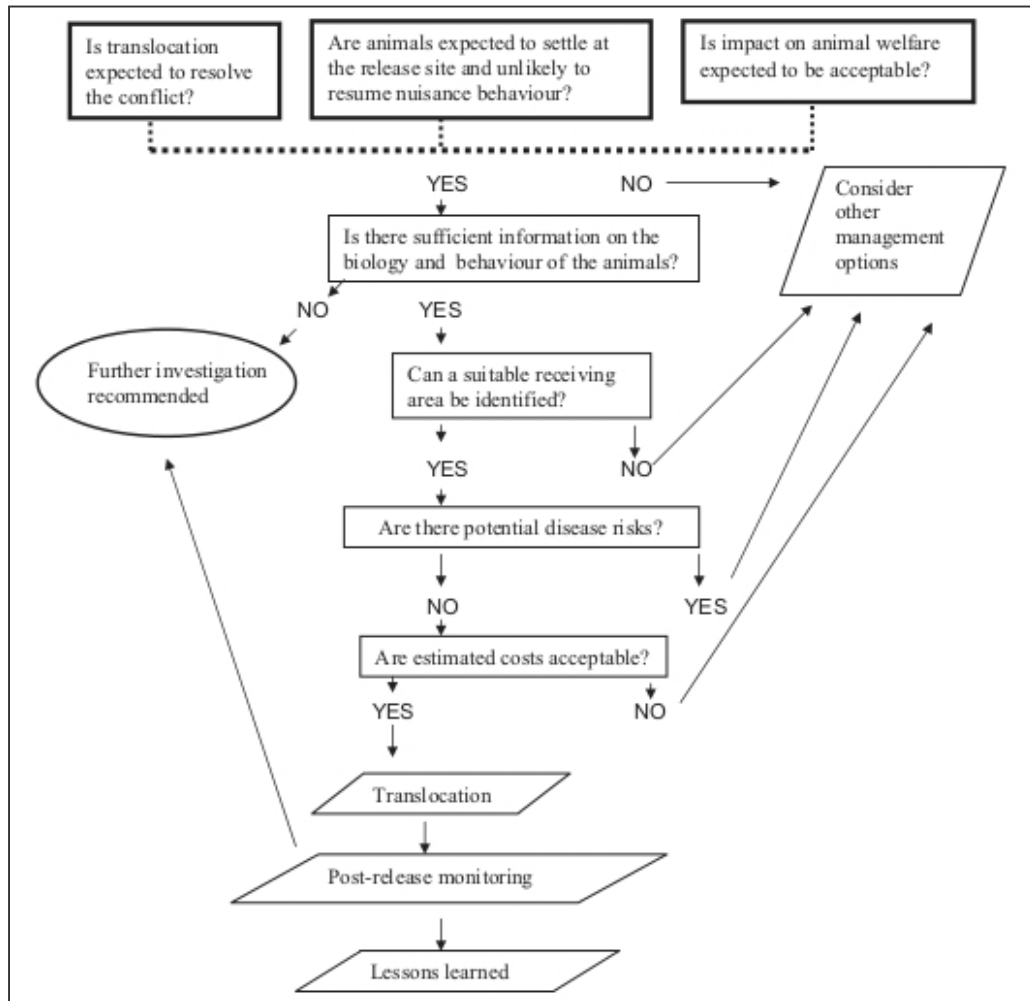 Is translocation
expected to resolve
the conflict?
Are animals expected to settle at
the release site and unlikely to
resume nuisance behaviour?
Is impact on animal welfare
expected to be acceptable?
YES
NO
Consider
other
management
options
Is there sufficient information on the
biology and behaviour of the animals?
NO
YES
Further investigation
recommended
Can a suitable receiving
area be identified?
YES
NO
Are there potential disease risks?
NO
YES
Are estimated costs acceptable?
YES
NO
Translocation
Post-release monitoring
Lessons learned